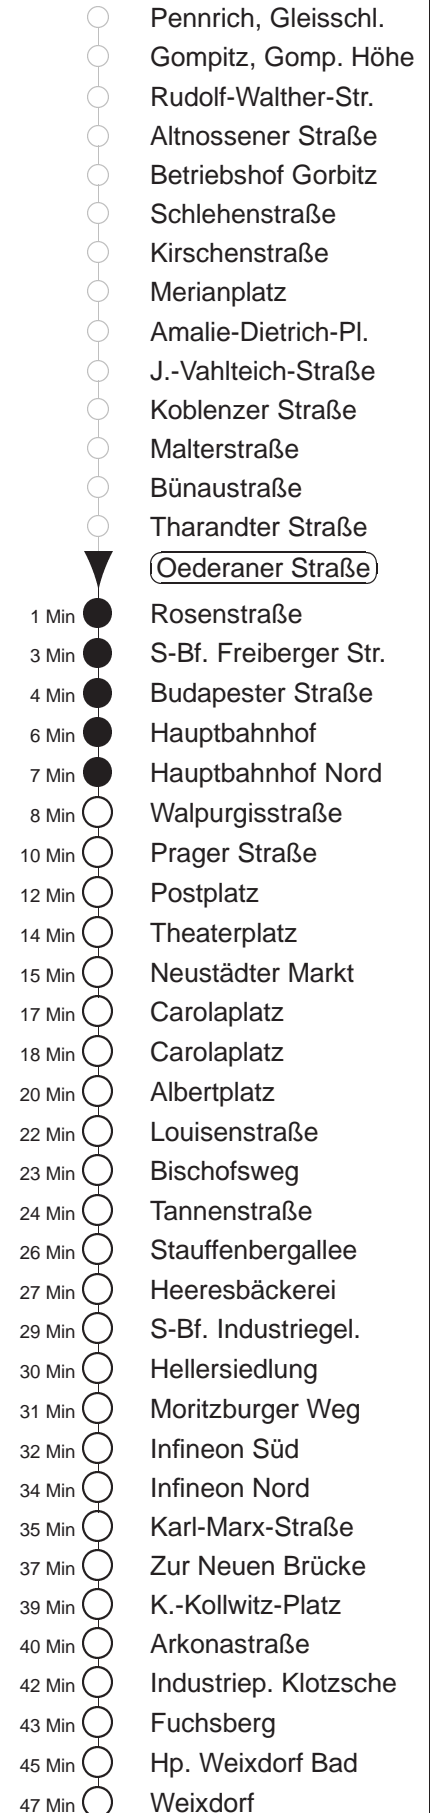 Pennrich, Gleisschl.
Gompitz, Gomp. Höhe
Rudolf-Walther-Str.
Altnossener Straße
Betriebshof Gorbitz
Schlehenstraße
Kirschenstraße
Merianplatz
Amalie-Dietrich-Pl.
J.-Vahlteich-Straße
Koblenzer Straße
Malterstraße
Bünaustraße
Tharandter Straße
Oederaner Straße
1 Min Rosenstraße
3 Min S-Bf. Freiberger Str.
4 Min Budapester Straße
6 Min Hauptbahnhof
7 Min Hauptbahnhof Nord
8 Min Walpurgisstraße
10 Min Prager Straße
12 Min Postplatz
14 Min Theaterplatz
15 Min Neustädter Markt
17 Min Carolaplatz
18 Min Carolaplatz
20 Min Albertplatz
22 Min Louisenstraße
23 Min Bischofsweg
24 Min Tannenstraße
26 Min Stauffenbergallee
27 Min Heeresbäckerei
29 Min S-Bf. Industriegel.
30 Min Hellersiedlung
31 Min Moritzburger Weg
32 Min Infineon Süd
34 Min Infineon Nord
35 Min Karl-Marx-Straße
37 Min Zur Neuen Brücke
39 Min K.-Kollwitz-Platz
40 Min Arkonastraße
42 Min Industriep. Klotzsche
43 Min Fuchsberg
45 Min Hp. Weixdorf Bad
47 Min Weixdorf